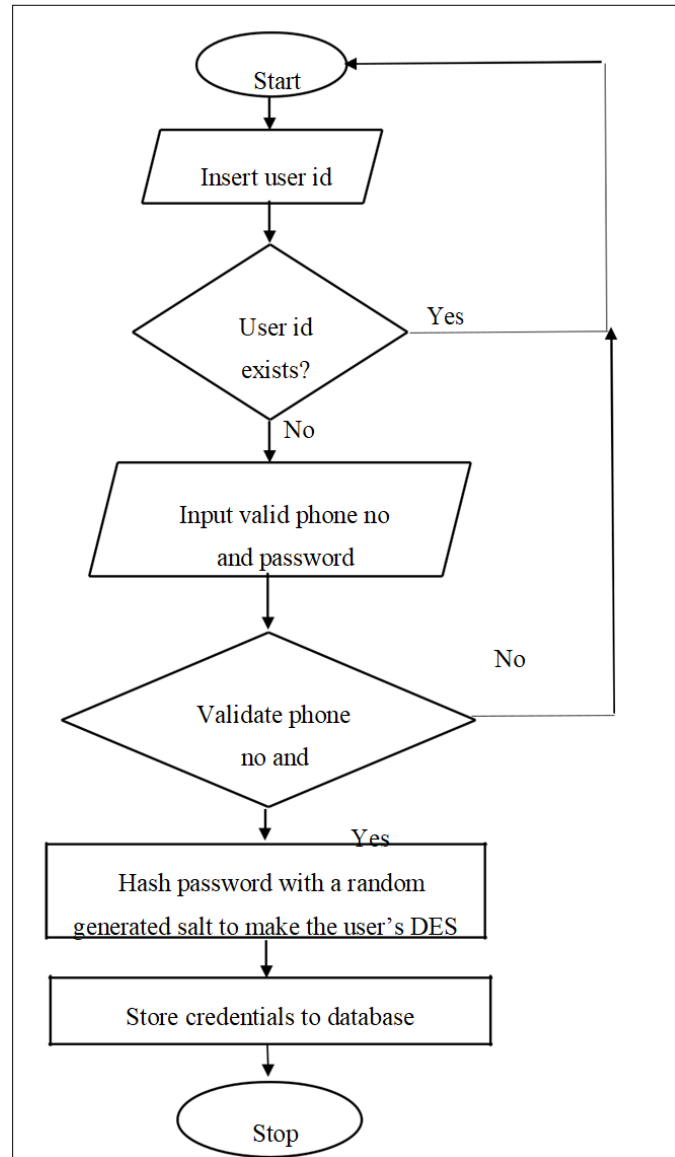 Start
Insert user id
User id
exists?
Yes
No
Input valid phone no
and password
No
Validate phone
no and
Yes
Hash password with a random
generated salt to make the user’s DES
Store credentials to database
Stop